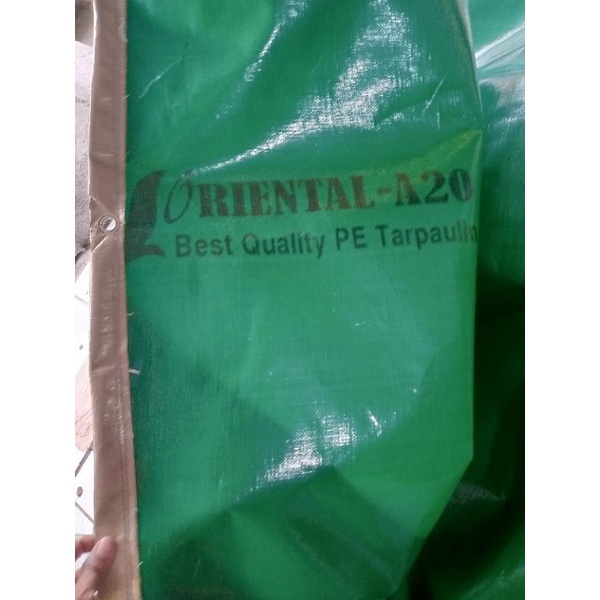 ORIENTAL-A20
Best Quality PE Tarpaulin